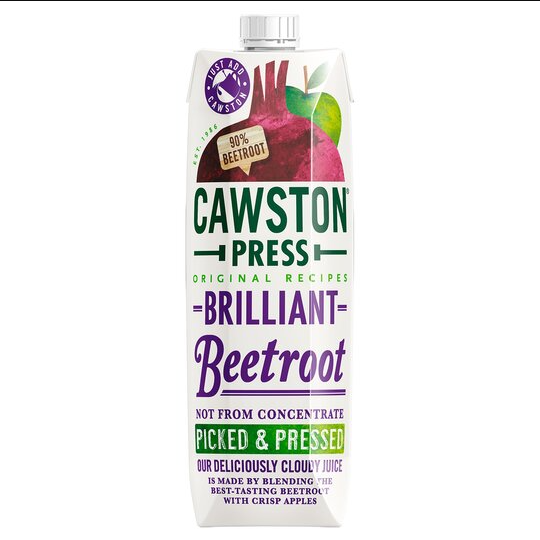 JUST ADD
CAWSTON
EST. 1986
90%
BEETROOT
CAWSTON®
PRESS
ORIGINAL RECIPES
BRILLIANT
Beetroot
NOT FROM CONCENTRATE
PICKED & PRESSED
OUR DELICIOUSLY CLOUDY JUICE
IS MADE BY BLENDING THE
BEST-TASTING BEETROOT
WITH CRISP APPLES